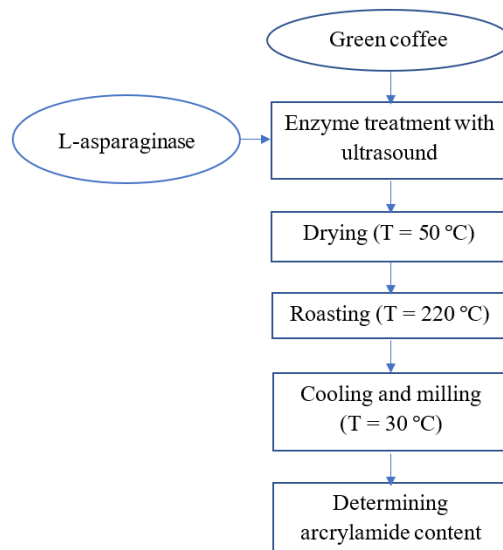 Green coffee
L-asparaginase
Enzyme treatment with
ultrasound
Drying (T = 50 °C)
Roasting (T = 220 °C)
Cooling and milling
(T = 30 °C)
Determining
arcrylamide content